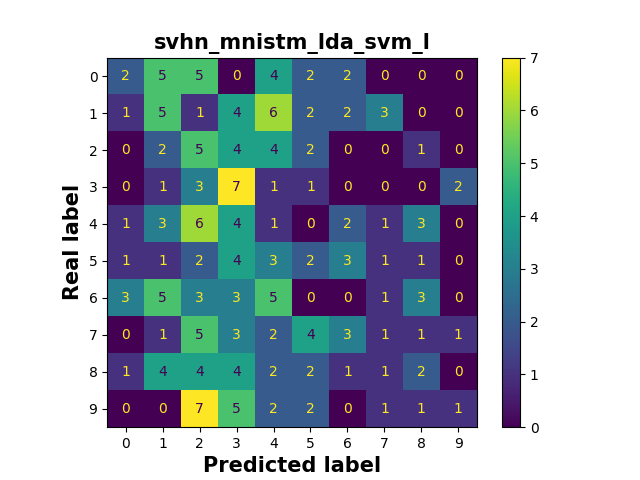 svhn_mnistm_lda_svm_l
0 2 5 5 0 4 2 2 0 0 0
1 1 5 1 4 6 2 2 3 0 0
2 0 2 5 4 4 2 0 0 1 0
3 0 1 3 7 1 1 0 0 0 2
4 1 3 6 4 1 0 2 1 3 0
5 1 1 2 4 3 2 3 1 1 0
6 3 5 3 3 5 0 0 1 3 0
7 0 1 5 3 2 4 3 1 1 1
8 1 4 4 4 2 2 1 1 2 0
9 0 0 7 5 2 2 0 1 1 1
0 1 2 3 4 5 6 7 8 9
Predicted label
Real label
7
6
5
4
3
2
1
0